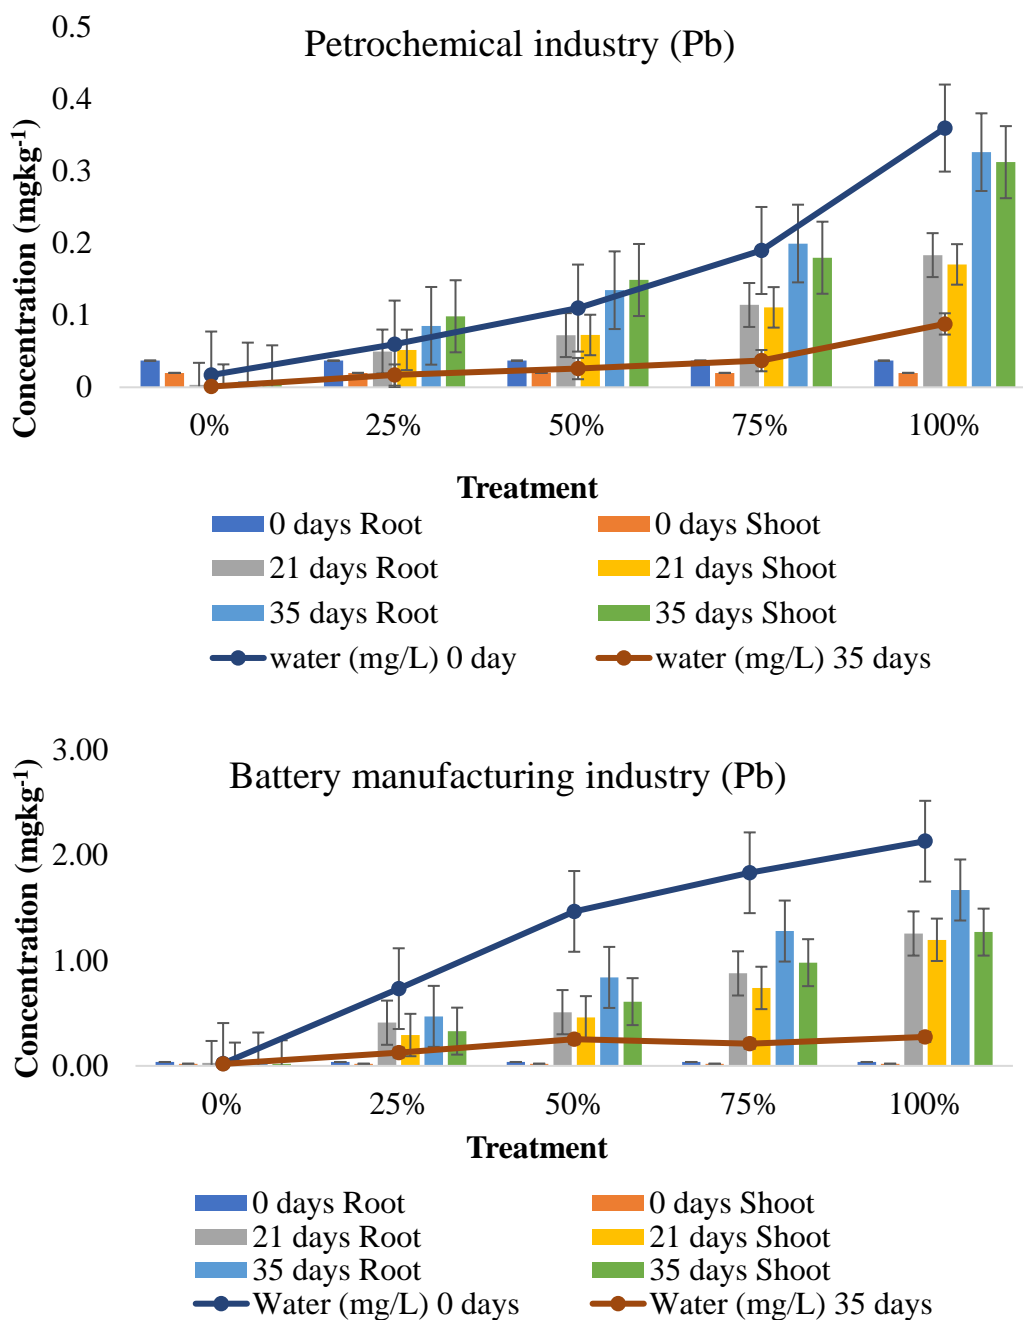 Petrochemical industry (Pb)
Concentration (mgkg⁻¹)
0.5
0.4
0.3
0.2
0.1
0
0% 25% 50% 75% 100%
Treatment
0 days Root 0 days Shoot
21 days Root 21 days Shoot
35 days Root 35 days Shoot
water (mg/L) 0 day water (mg/L) 35 days
Battery manufacturing industry (Pb)
Concentration (mgkg⁻¹)
3.00
2.00
1.00
0.00
0% 25% 50% 75% 100%
Treatment
0 days Root 0 days Shoot
21 days Root 21 days Shoot
35 days Root 35 days Shoot
Water (mg/L) 0 days Water (mg/L) 35 days